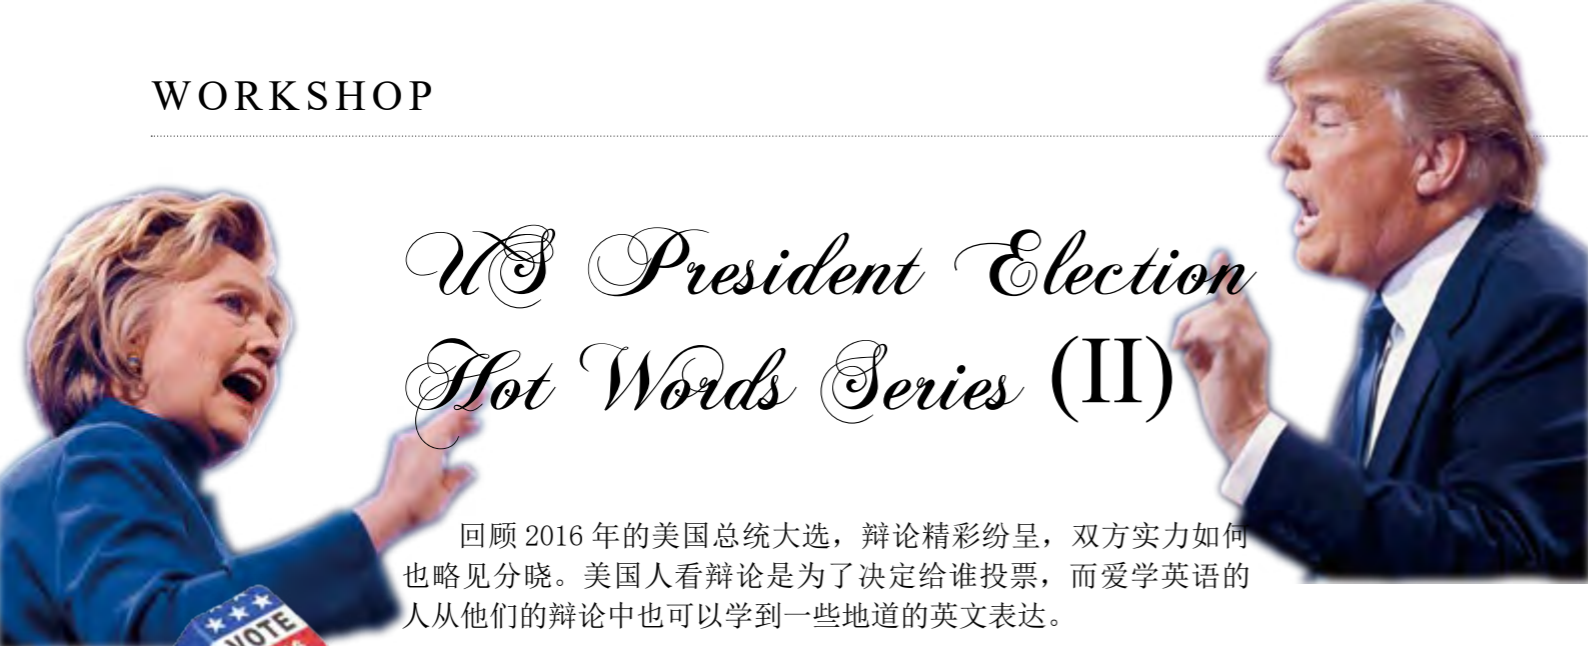 WORKSHOP
US President Election
Hot Words Series (II)
回顾 2016 年的美国总统大选，辩论精彩纷呈，双方实力如何
也略见分晓。美国人看辩论是为了决定给谁投票，而爱学英语的
人从他们的辩论中也可以学到一些地道的英文表达。
VOTE